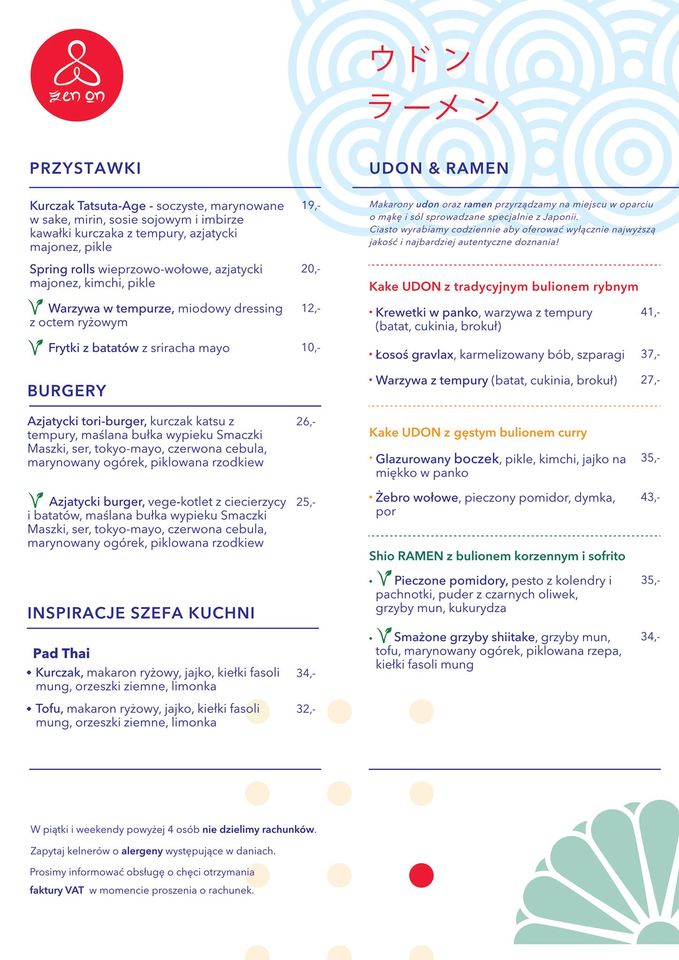 zen on
PRZYSTAWKI
Kurczak Tatsuta-Age - soczyste, marynowane 19,-
w sake, mirin, sosie sojowym i imbirze
kawałki kurczaka z tempury, azjatycki
majonez, pikle
Spring rolls wieprzowo-wołowe, azjatycki 20,-
majonez, kimchi, pikle
Warzywa w tempurze, miodowy dressing 12,-
z octem ryżowym
Frytki z batatów z sriracha mayo 10,-
BURGERY
Azjatycki tori-burger, kurczak katsu z 26,-
tempury, maślana bułka wypieku Smaczki
Maszki, ser, tokyo-mayo, czerwona cebula,
marynowany ogórek, piklowana rzodkiew
Azjatycki burger, vege-kotlet z ciecierzycy 25,-
i batatów, maślana bułka wypieku Smaczki
Maszki, ser, tokyo-mayo, czerwona cebula,
marynowany ogórek, piklowana rzodkiew
INSPIRACJE SZEFA KUCHNI
Pad Thai
Kurczak, makaron ryżowy, jajko, kiełki fasoli 34,-
mung, orzeszki ziemne, limonka
Tofu, makaron ryżowy, jajko, kiełki fasoli 32,-
mung, orzeszki ziemne, limonka
W piątki i weekendy powyżej 4 osób nie dzielimy rachunków.
Zapytaj kelnerów o alergeny występujące w daniach.
Prosimy informować obsługę o chęci otrzymania
faktury VAT w momencie proszenia o rachunek.
ウドン
ラーメン
UDON & RAMEN
Makarony udon oraz ramen przyrządzamy na miejscu w oparciu
o mąkę i sól sprowadzane specjalnie z Japonii.
Ciasto wyrabiamy codziennie aby oferować wyłącznie najwyższą
jakość i najbardziej autentyczne doznania!
Kake UDON z tradycyjnym bulionem rybnym
Krewetki w panko, warzywa z tempury 41,-
(batat, cukinia, brokuł)
Łosoś gravlax, karmelizowany bób, szparagi 37,-
Warzywa z tempury (batat, cukinia, brokuł) 27,-
Kake UDON z gęstym bulionem curry
Glazurowany boczek, pikle, kimchi, jajko na 35,-
miękko w panko
Żebro wołowe, pieczony pomidor, dymka, 43,-
por
Shio RAMEN z bulionem korzennym i sofrito
Pieczone pomidory, pesto z kolendry i 35,-
pachnotki, puder z czarnych oliwek,
grzyby mun, kukurydza
Smażone grzyby shiitake, grzyby mun, 34,-
tofu, marynowany ogórek, piklowana rzepa,
kiełki fasoli mung